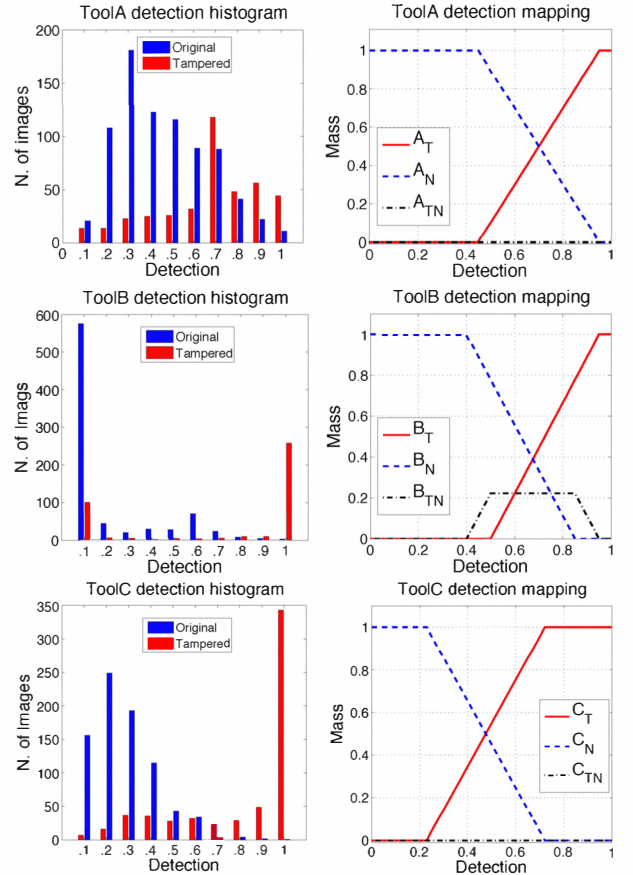 ToolA detection histogram
200
150
100
50
0
N. of images
Original
Tampered
0 .1 .2 .3 .4 .5 .6 .7 .8 .9 1
Detection
ToolA detection mapping
1
0.8
0.6
0.4
0.2
0
Mass
A_T
A_N
A_TN
0 0.2 0.4 0.6 0.8 1
Detection
ToolB detection histogram
600
500
400
300
200
100
0
N. of Imags
Original
Tampered
.1 .2 .3 .4 .5 .6 .7 .8 .9 1
Detection
ToolB detection mapping
1
0.8
0.6
0.4
0.2
0
Mass
B_T
B_N
B_TN
0 0.2 0.4 0.6 0.8 1
Detection
ToolC detection histogram
350
300
250
200
150
100
50
0
N. of Images
Original
Tampered
.1 .2 .3 .4 .5 .6 .7 .8 .9 1
Detection
ToolC detection mapping
1
0.8
0.6
0.4
0.2
0
Mass
C_T
C_N
C_TN
0 0.2 0.4 0.6 0.8 1
Detection